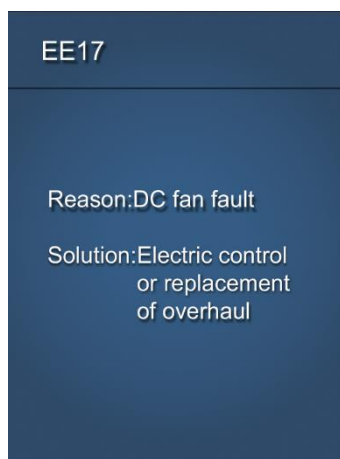 EE17
Reason:DC fan fault
Solution:Electric control
or replacement
of overhaul